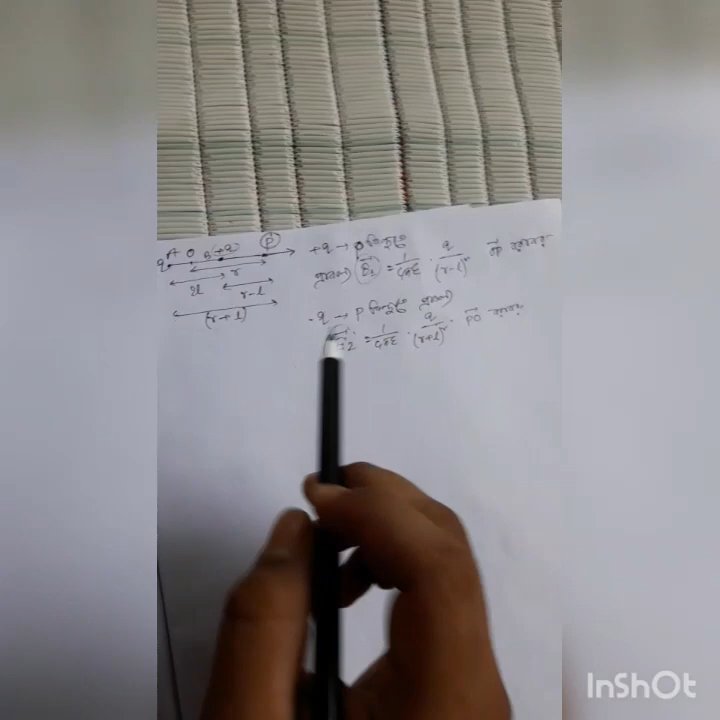 q A O B(+q) P
r
2l
r-l
(r+l)
+q → P বিন্দুতে
প্রাবল্য E₁ = 1/4πε · q/(r-l)² OP বরাবর
-q → P বিন্দুতে প্রাবল্য
E₂ = 1/4πε · q/(r+l)² · PO বরাবর
InShOt